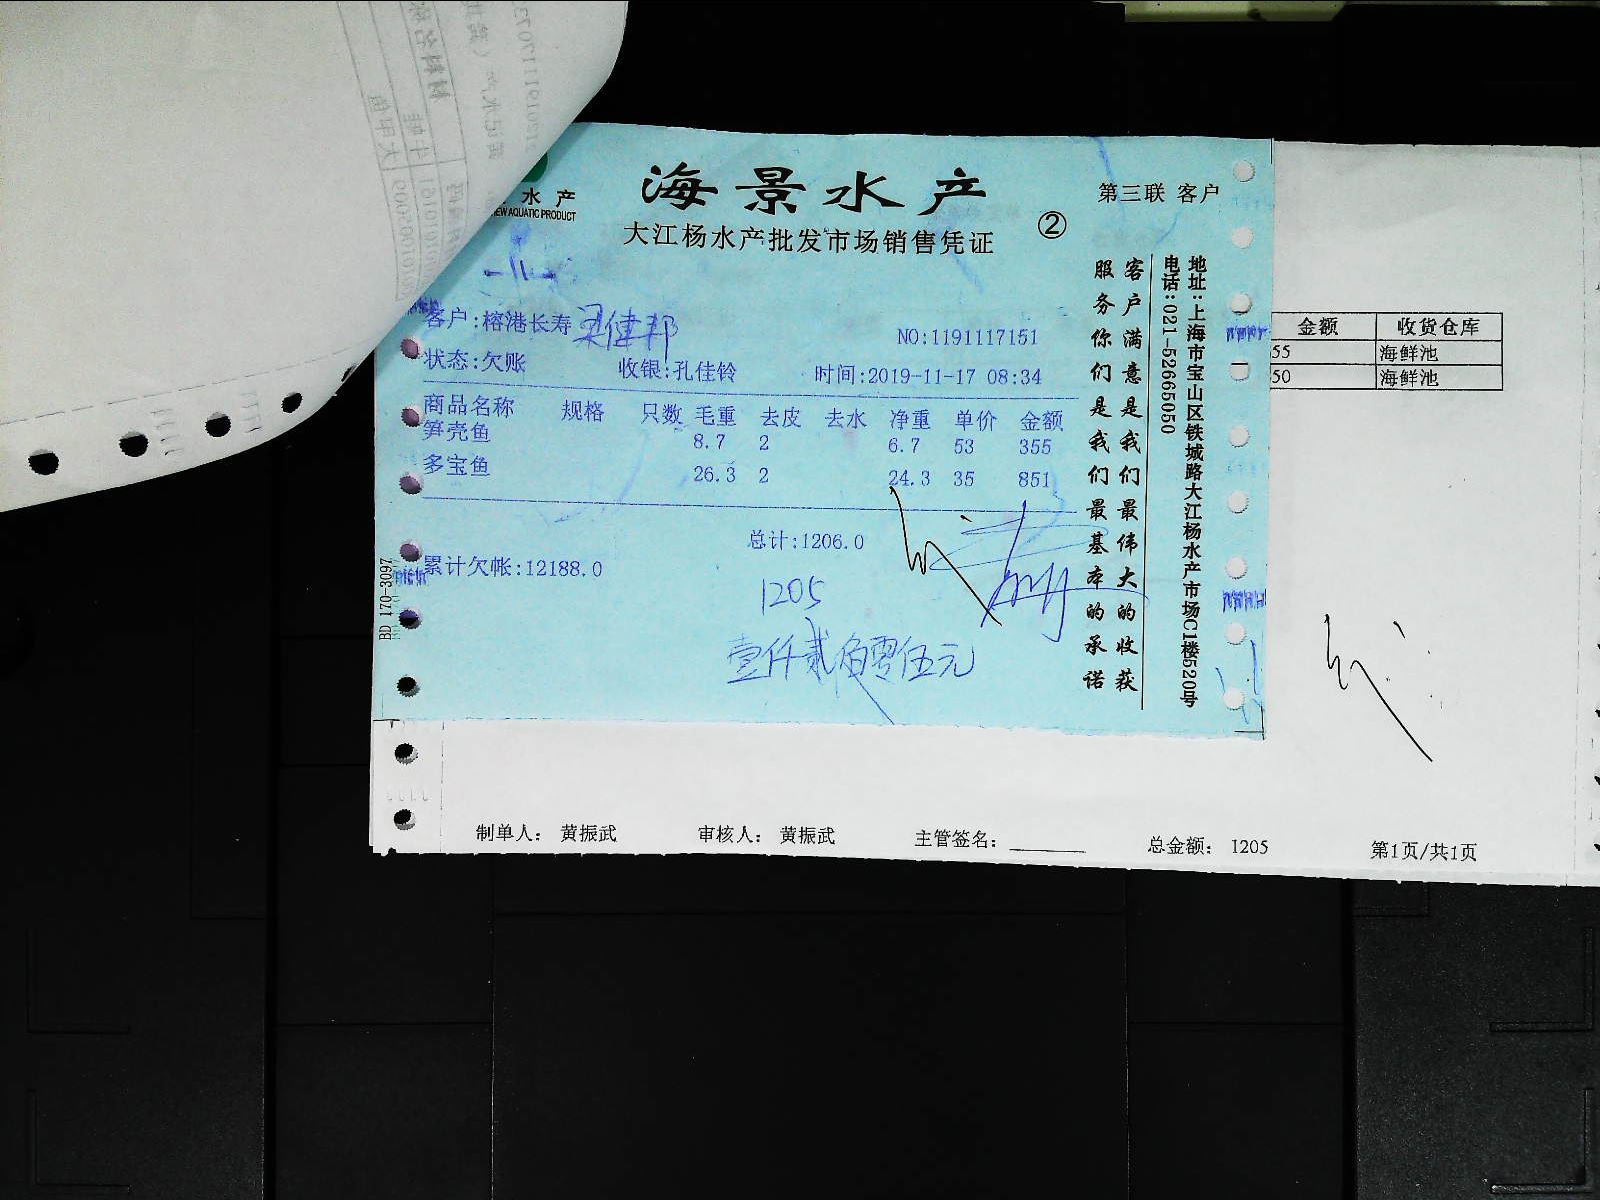 水产
EW AQUATIC PRODUCT
海景水产
大江杨水产批发市场销售凭证
②
第三联 客户
客户:榕港长寿 梁健邦
NO:1191117151
状态:欠账 收银:孔佳铃 时间:2019-11-17 08:34
商品名称 规格 只数 毛重 去皮 去水 净重 单价 金额
笋壳鱼 8.7 2 6.7 53 355
多宝鱼 26.3 2 24.3 35 851
总计:1206.0
累计欠帐:12188.0
1205
壹仟贰佰零伍元
客户满意是我们最伟大的收获
服务你们是我们最基本的承诺
地址:上海市宝山区铁城路大江杨水产市场C1楼520号
电话:021-52665050
BD 170-3097
金额 收货仓库
55 海鲜池
50 海鲜池
制单人: 黄振武 审核人: 黄振武 主管签名: 总金额: 1205 第1页/共1页